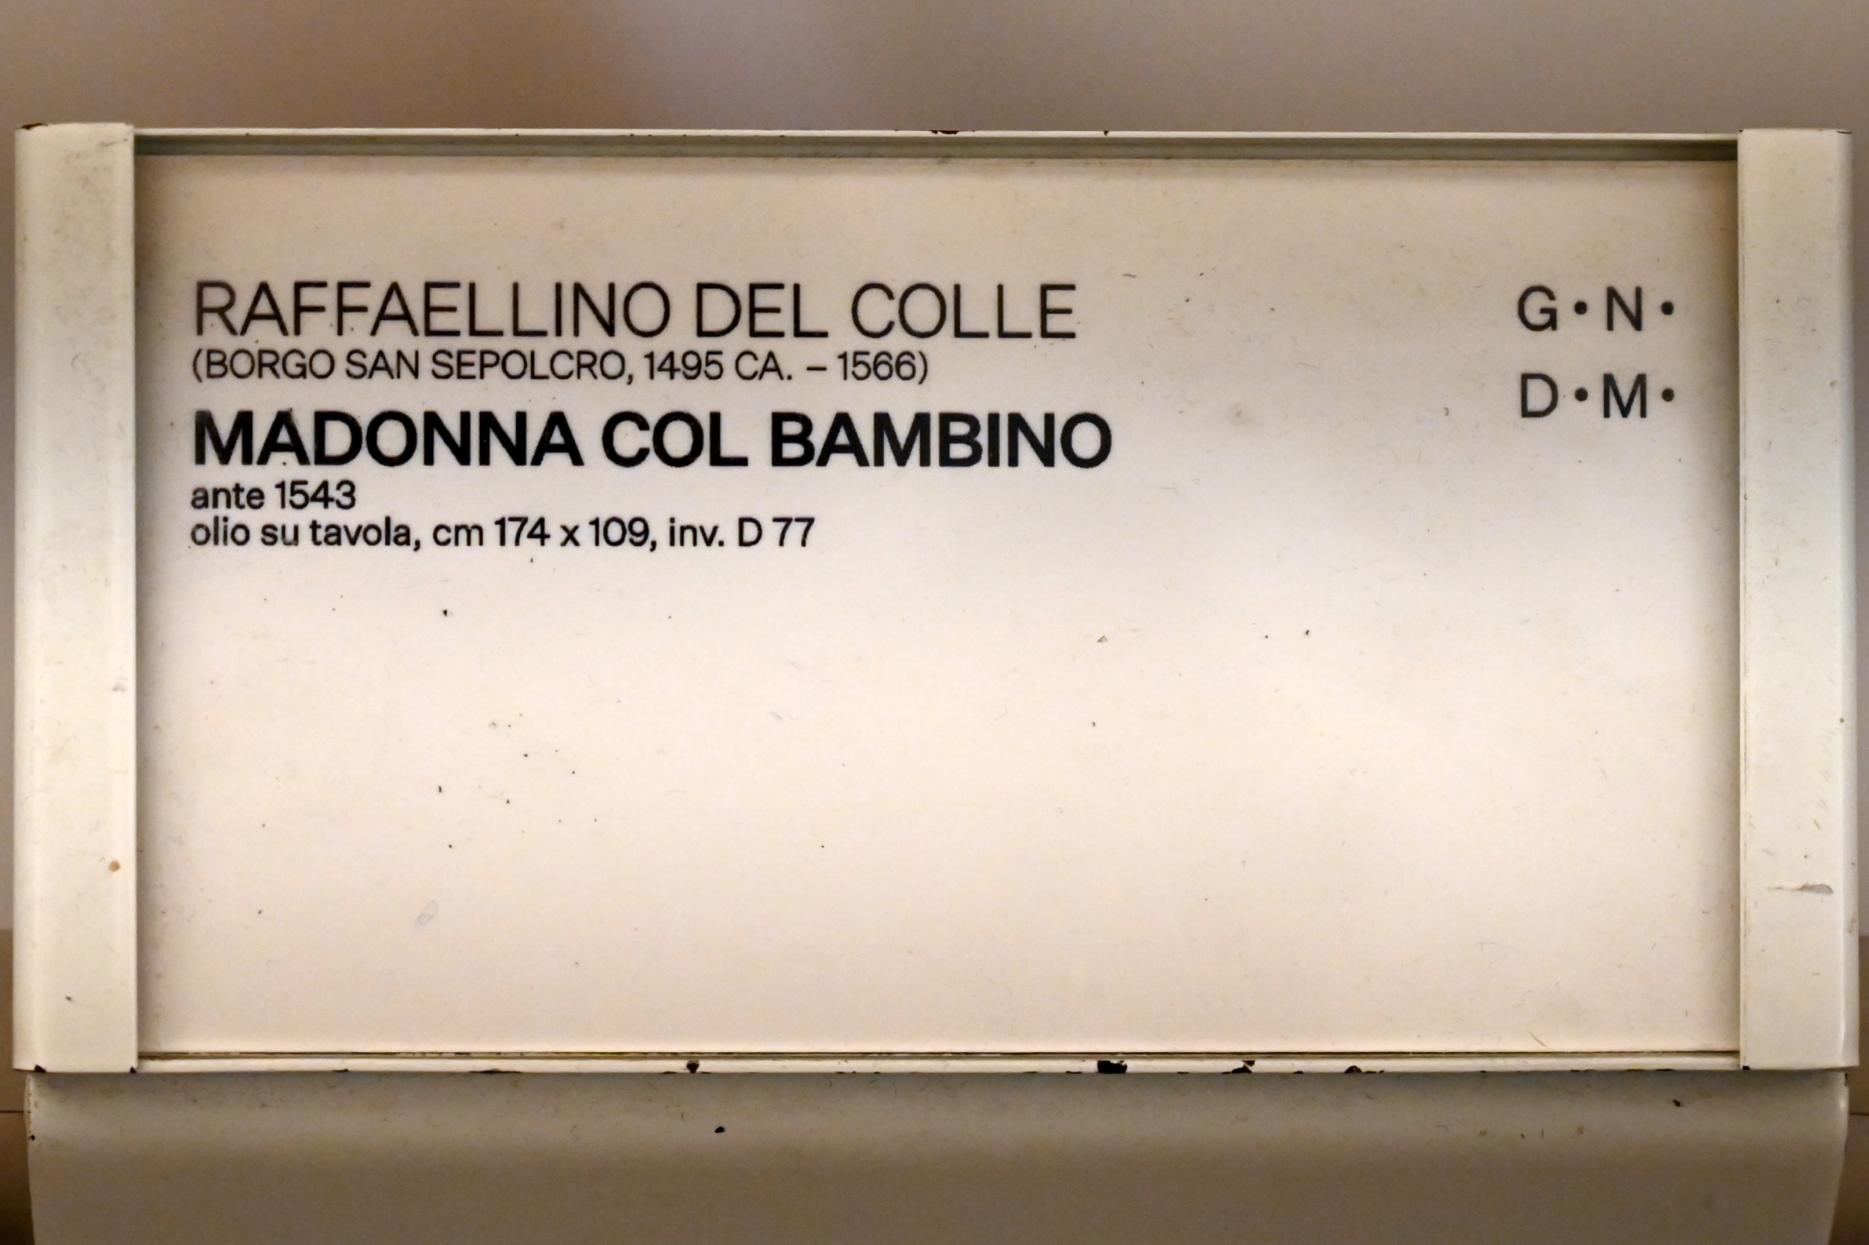 RAFFAELLINO DEL COLLE
(BORGO SAN SEPOLCRO, 1495 CA. – 1566)
MADONNA COL BAMBINO
ante 1543
olio su tavola, cm 174 x 109, inv. D 77
G•N•
D•M•